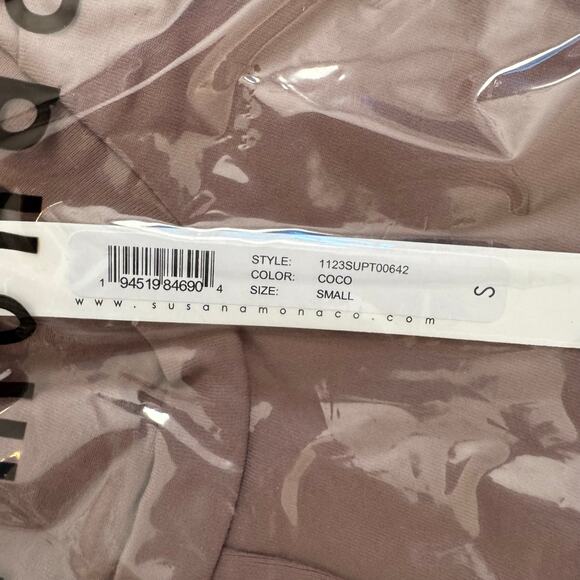 STYLE: 1123SUPT00642
COLOR: COCO
SIZE: SMALL
S
1 94519 84690 4
www.susanamonaco.com